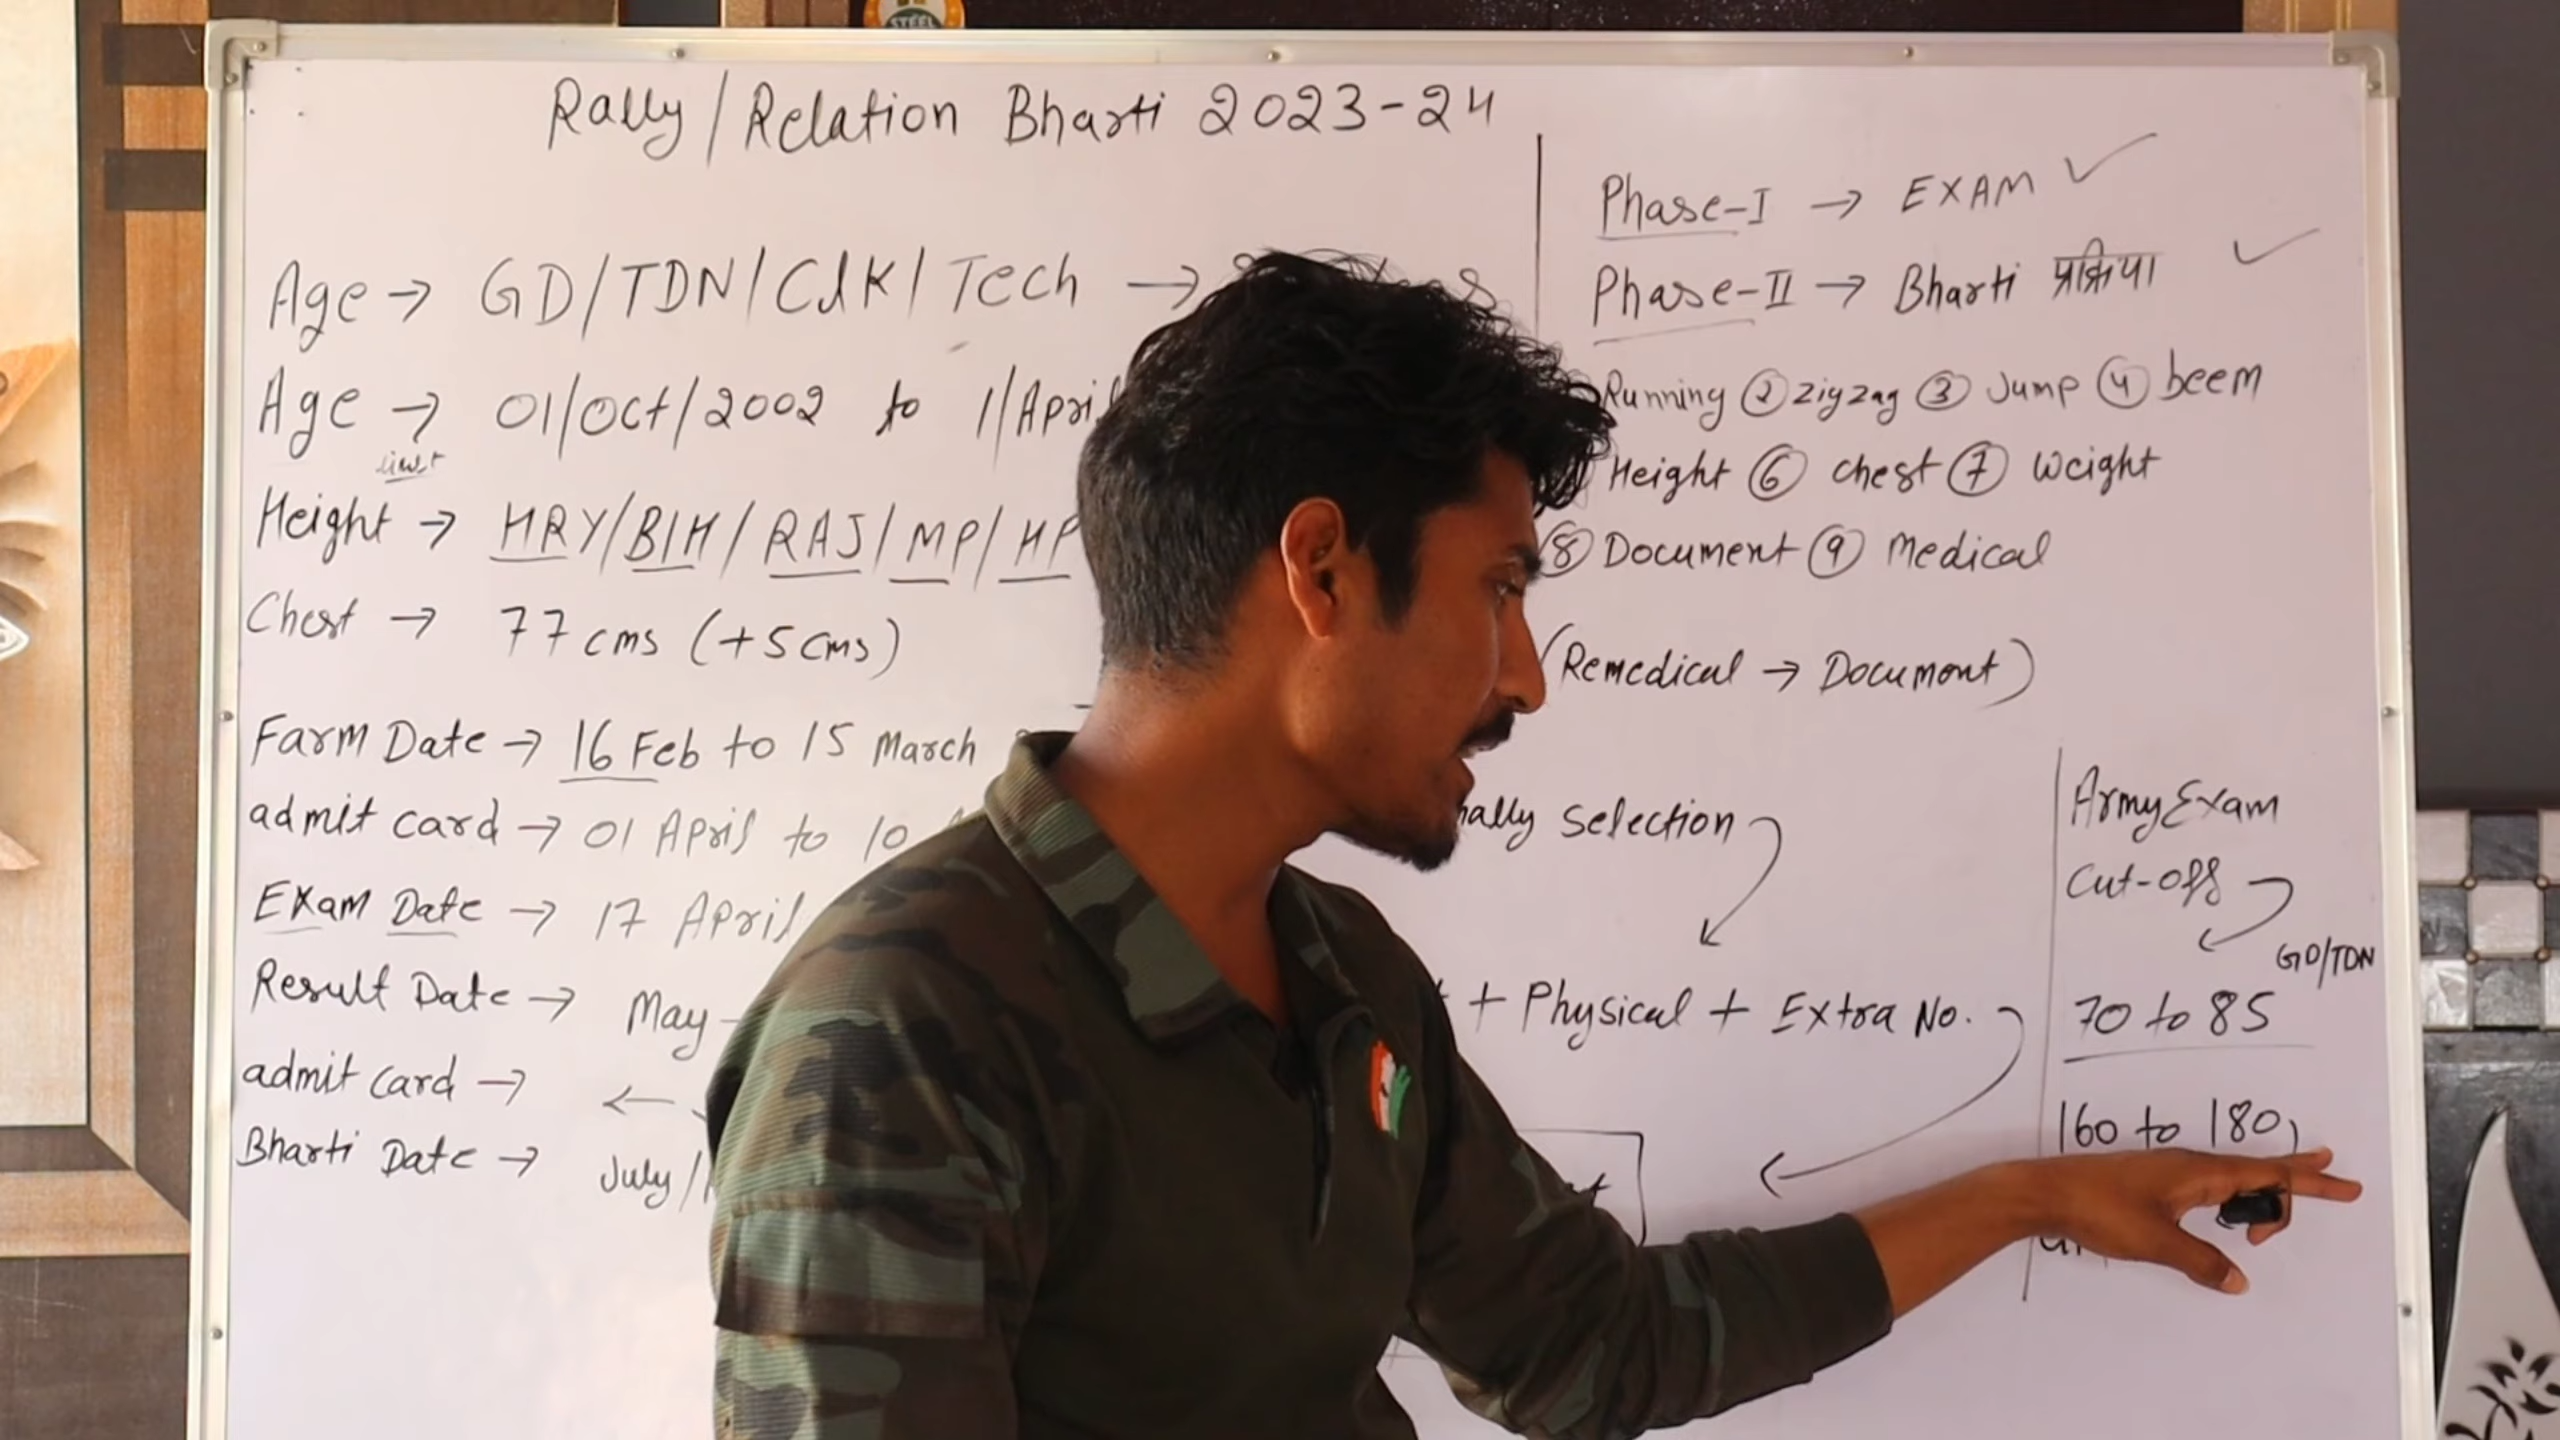 STEEL
Rally / Relation Bharti 2023-24
Age → GD/TDN/ClK/Tech →
Age → 01/Oct/2002 to 1/April
limit
Height → HRY/BIH/RAJ/MP/HP
Chest → 77 cms (+5 cms)
Farm Date → 16 Feb to 15 March
admit card → 01 April to 10
Exam Date → 17 April
Result Date → May -
admit card → ←
Bharti Date → July/
Phase-I → EXAM ✓
Phase-II → Bharti प्रक्रिया ✓
Running ② zigzag ③ Jump ④ beem
Height ⑥ chest ⑦ Weight
⑧ Document ⑨ Medical
(Remedical → Document)
Selection
+ Physical + Extra No.
Army Exam
Cut-off
GD/TDN
70 to 85
160 to 180